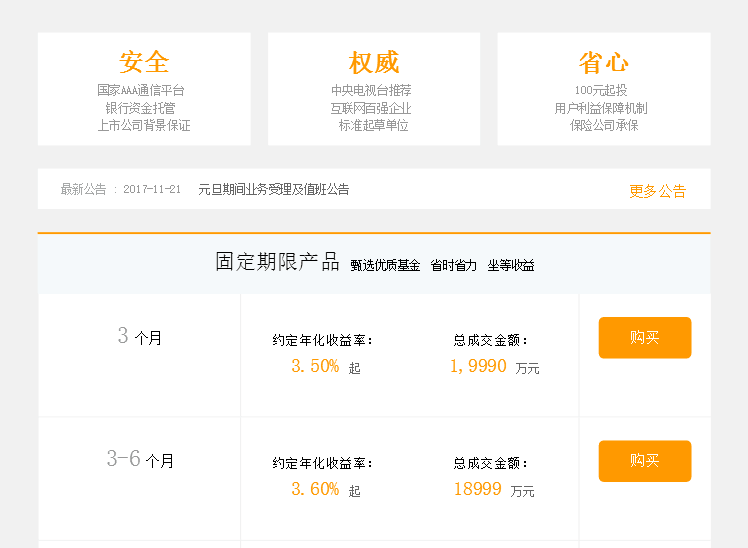 安全
国家AAA通信平台
银行资金托管
上市公司背景保证
权威
中央电视台推荐
互联网百强企业
标准起草单位
省心
100元起投
用户利益保障机制
保险公司承保
最新公告 : 2017-11-21 元旦期间业务受理及值班公告 更多公告
固定期限产品 甄选优质基金 省时省力 坐等收益
3 个月
约定年化收益率:
3.50% 起
总成交金额:
1,9990 万元
购买
3-6 个月
约定年化收益率:
3.60% 起
总成交金额:
18999 万元
购买